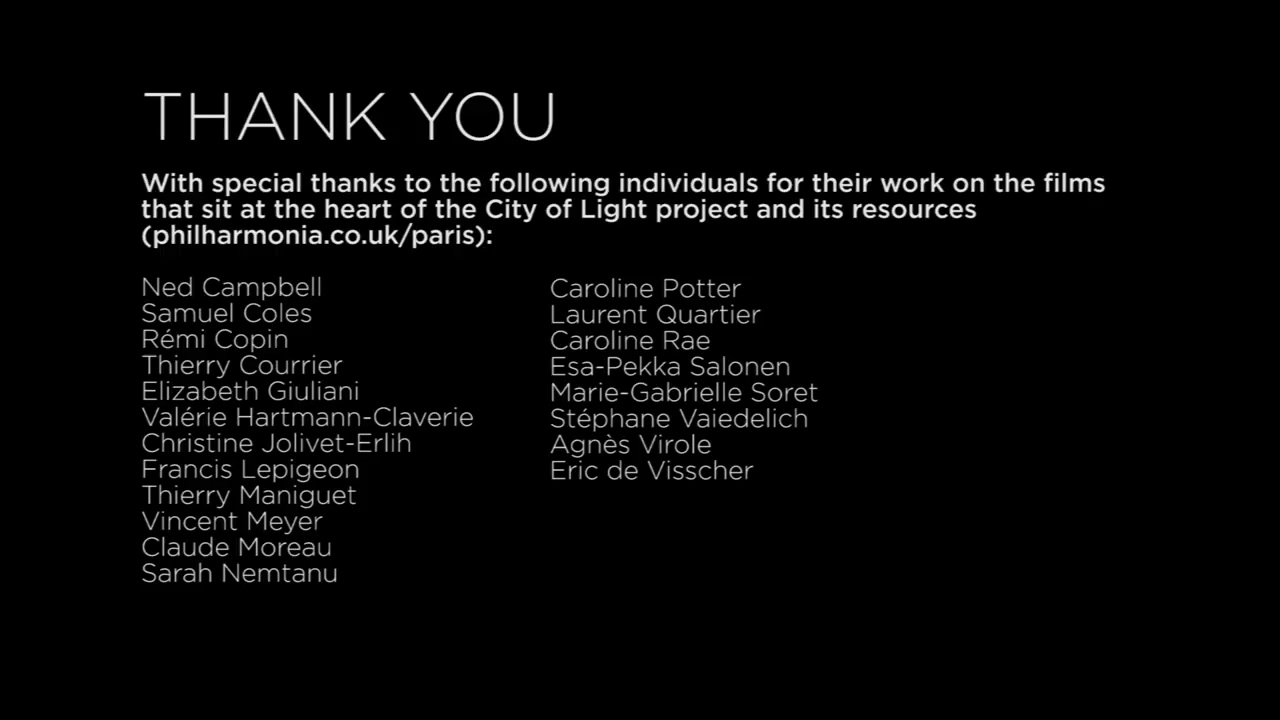 THANK YOU
With special thanks to the following individuals for their work on the films
that sit at the heart of the City of Light project and its resources
(philharmonia.co.uk/paris):
Ned Campbell
Samuel Coles
Rémi Copin
Thierry Courrier
Elizabeth Giuliani
Valérie Hartmann-Claverie
Christine Jolivet-Erlih
Francis Lepigeon
Thierry Maniguet
Vincent Meyer
Claude Moreau
Sarah Nemtanu
Caroline Potter
Laurent Quartier
Caroline Rae
Esa-Pekka Salonen
Marie-Gabrielle Soret
Stéphane Vaiedelich
Agnès Virole
Eric de Visscher